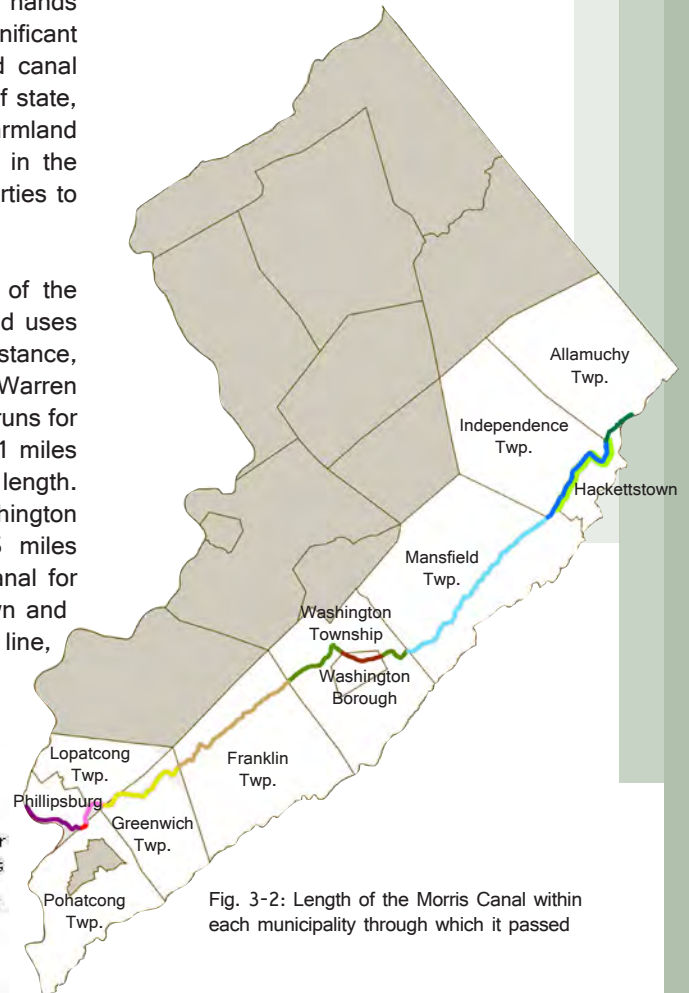 hands
nificant
d canal
f state,
armland
in the
rties to
of the
d uses
stance,
Warren
runs for
1 miles
length.
hington
miles
anal for
n and
line,
Allamuchy
Twp.
Independence
Twp.
Hackettstown
Mansfield
Twp.
Washington
Township
Washington
Borough
Lopatcong
Twp.
Franklin
Twp.
Phillipsburg
Greenwich
Twp.
Pohatcong
Twp.
Fig. 3-2: Length of the Morris Canal within
each municipality through which it passed